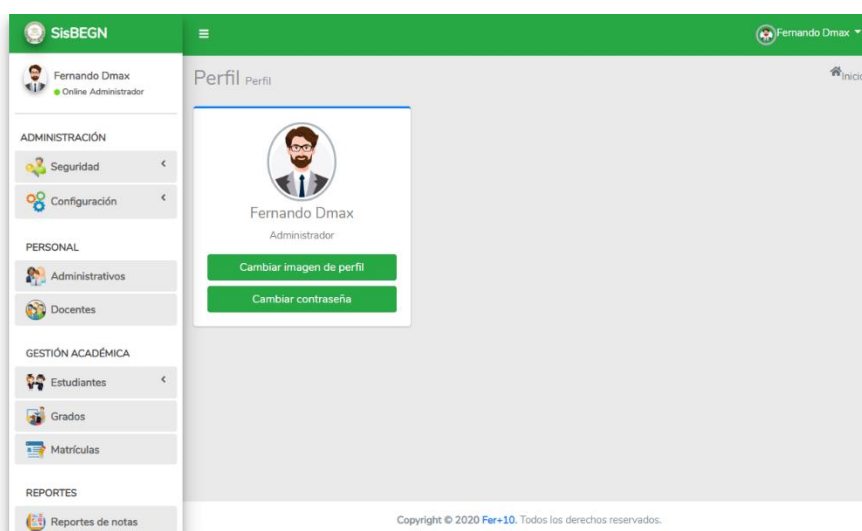 SisBEGN
Fernando Dmax
Fernando Dmax
Online Administrador
ADMINISTRACIÓN
Seguridad
Configuración
PERSONAL
Administrativos
Docentes
GESTIÓN ACADÉMICA
Estudiantes
Grados
Matrículas
REPORTES
Reportes de notas
Perfil Perfil
Inicio
Fernando Dmax
Administrador
Cambiar imagen de perfil
Cambiar contraseña
Copyright © 2020 Fer+10. Todos los derechos reservados.